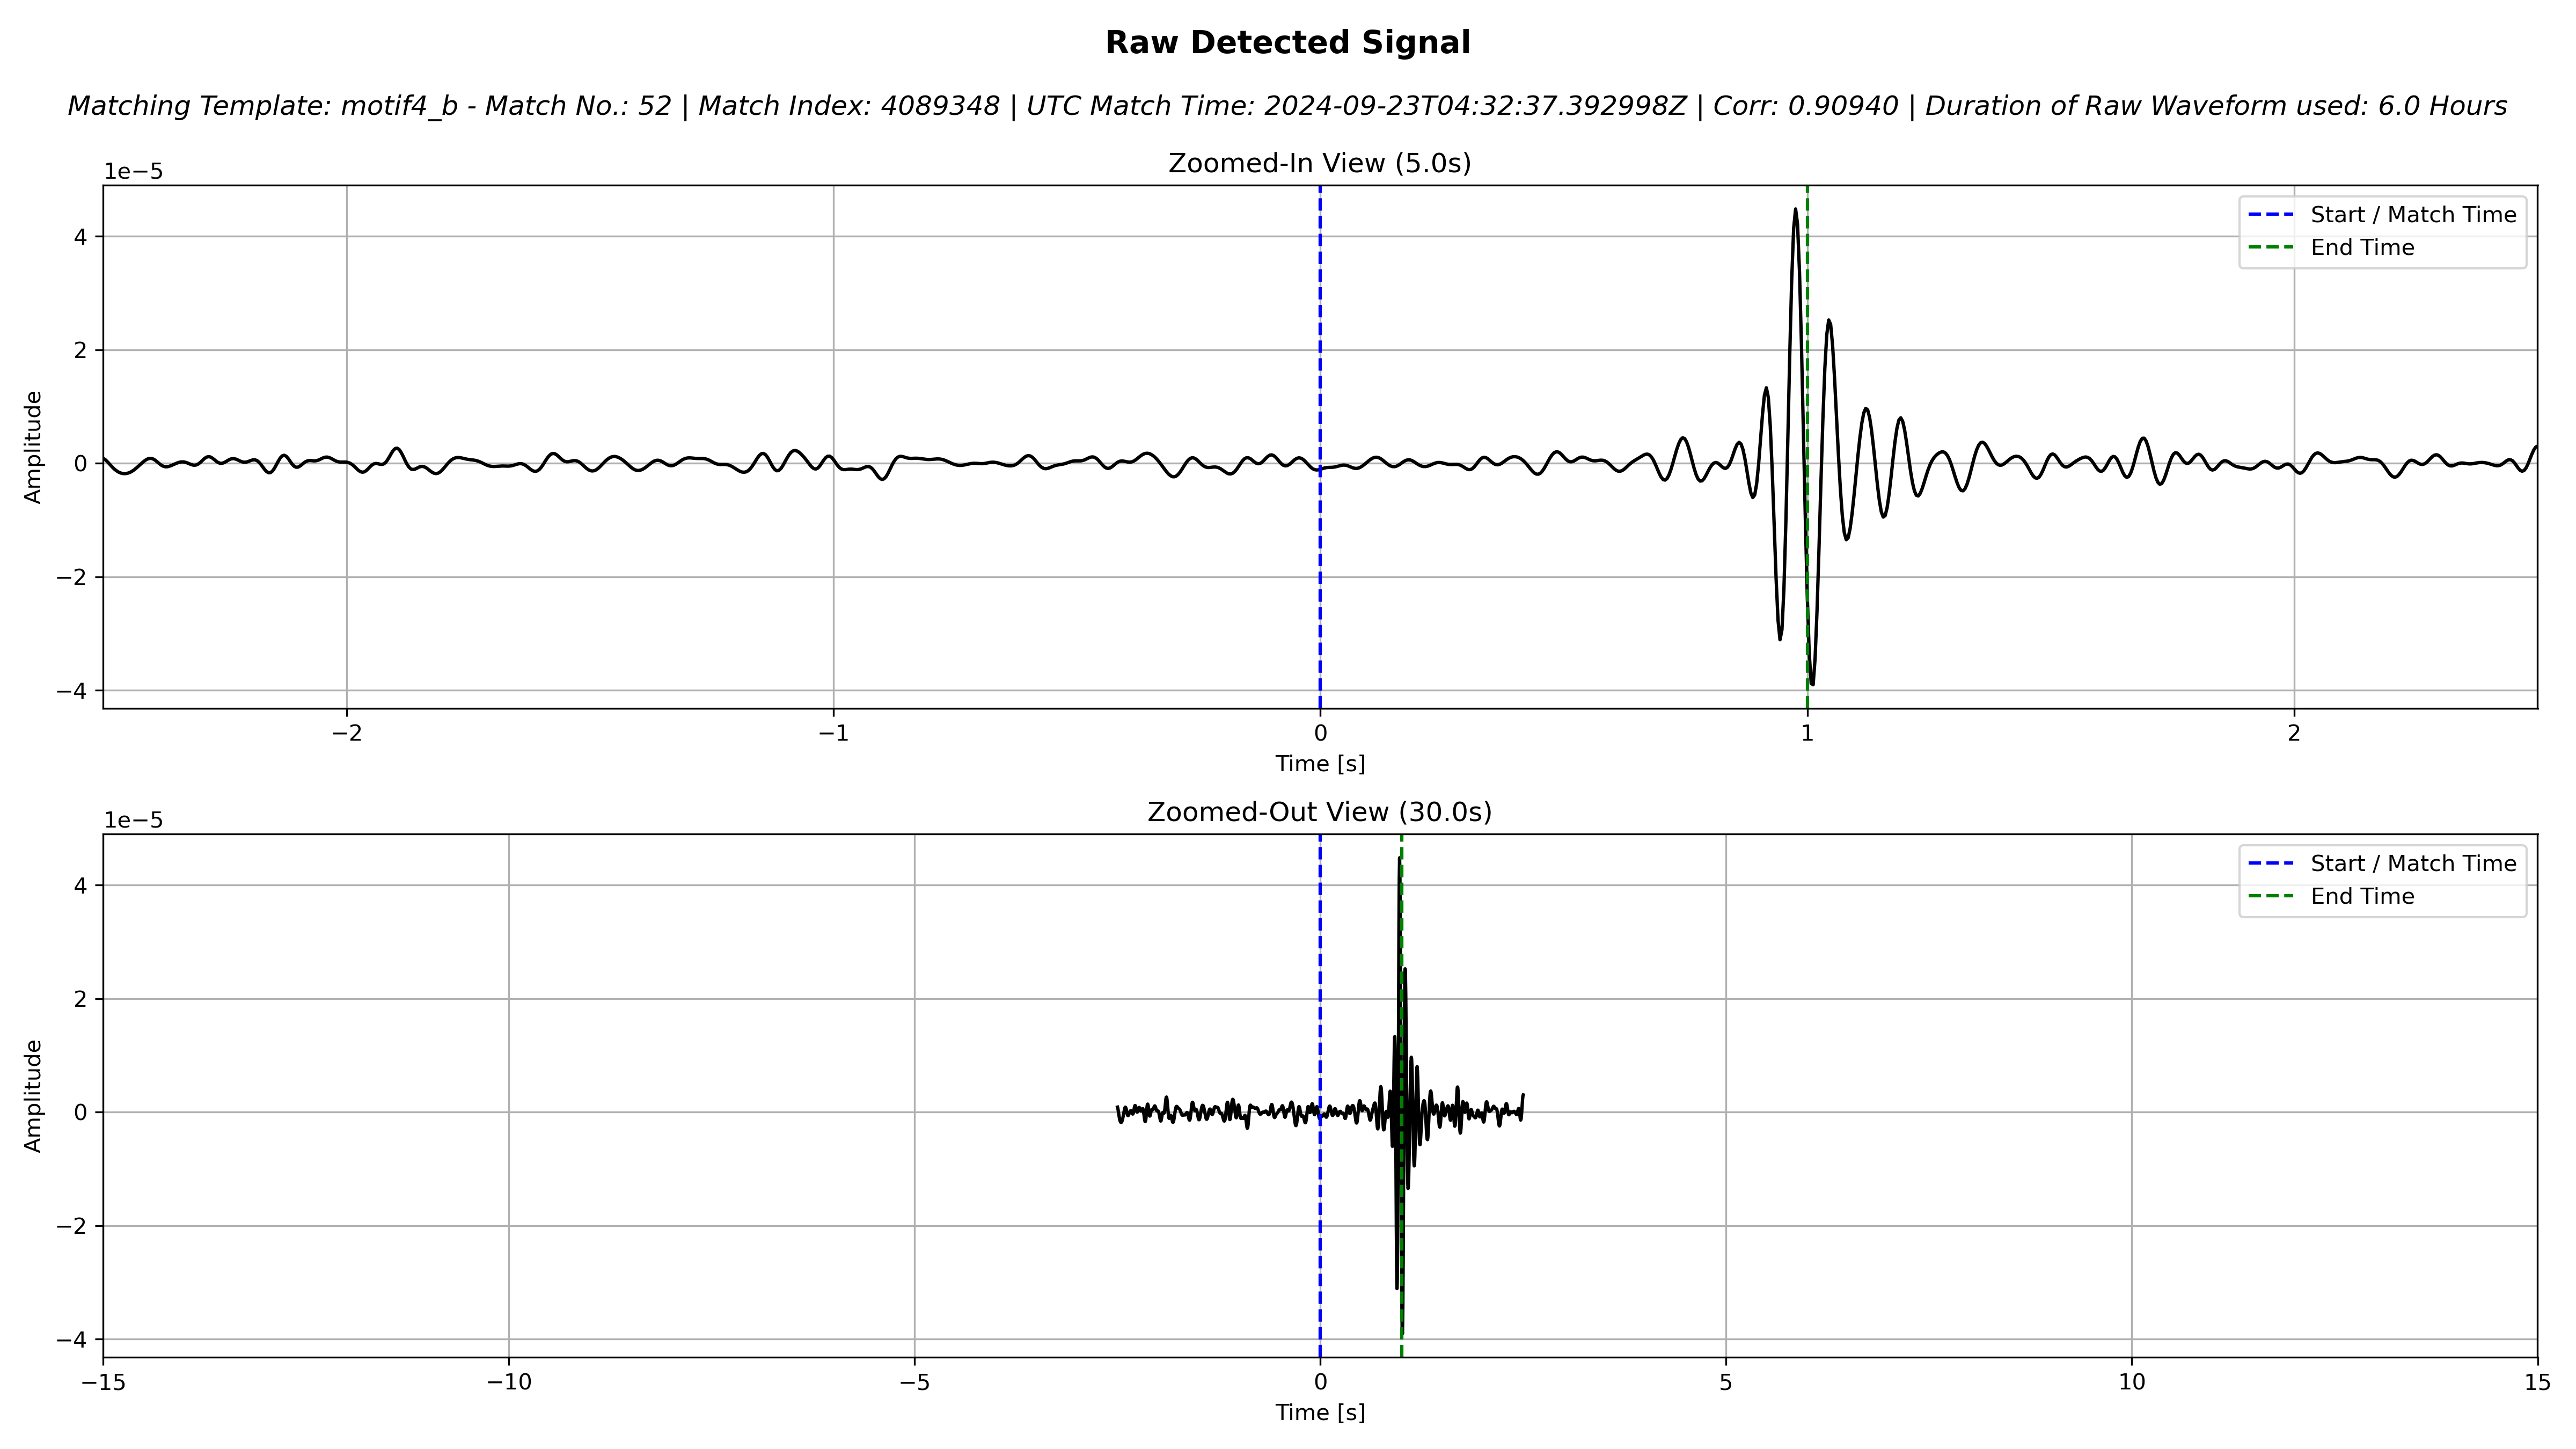 Raw Detected Signal
Matching Template: motif4_b - Match No.: 52 | Match Index: 4089348 | UTC Match Time: 2024-09-23T04:32:37.392998Z | Corr: 0.90940 | Duration of Raw Waveform used: 6.0 Hours
Zoomed-In View (5.0s)
1e−5
Start / Match Time
End Time
4
2
0
−2
−4
Amplitude
−2 −1 0 1 2
Time [s]
Zoomed-Out View (30.0s)
1e−5
Start / Match Time
End Time
4
2
0
−2
−4
Amplitude
−15 −10 −5 0 5 10 15
Time [s]